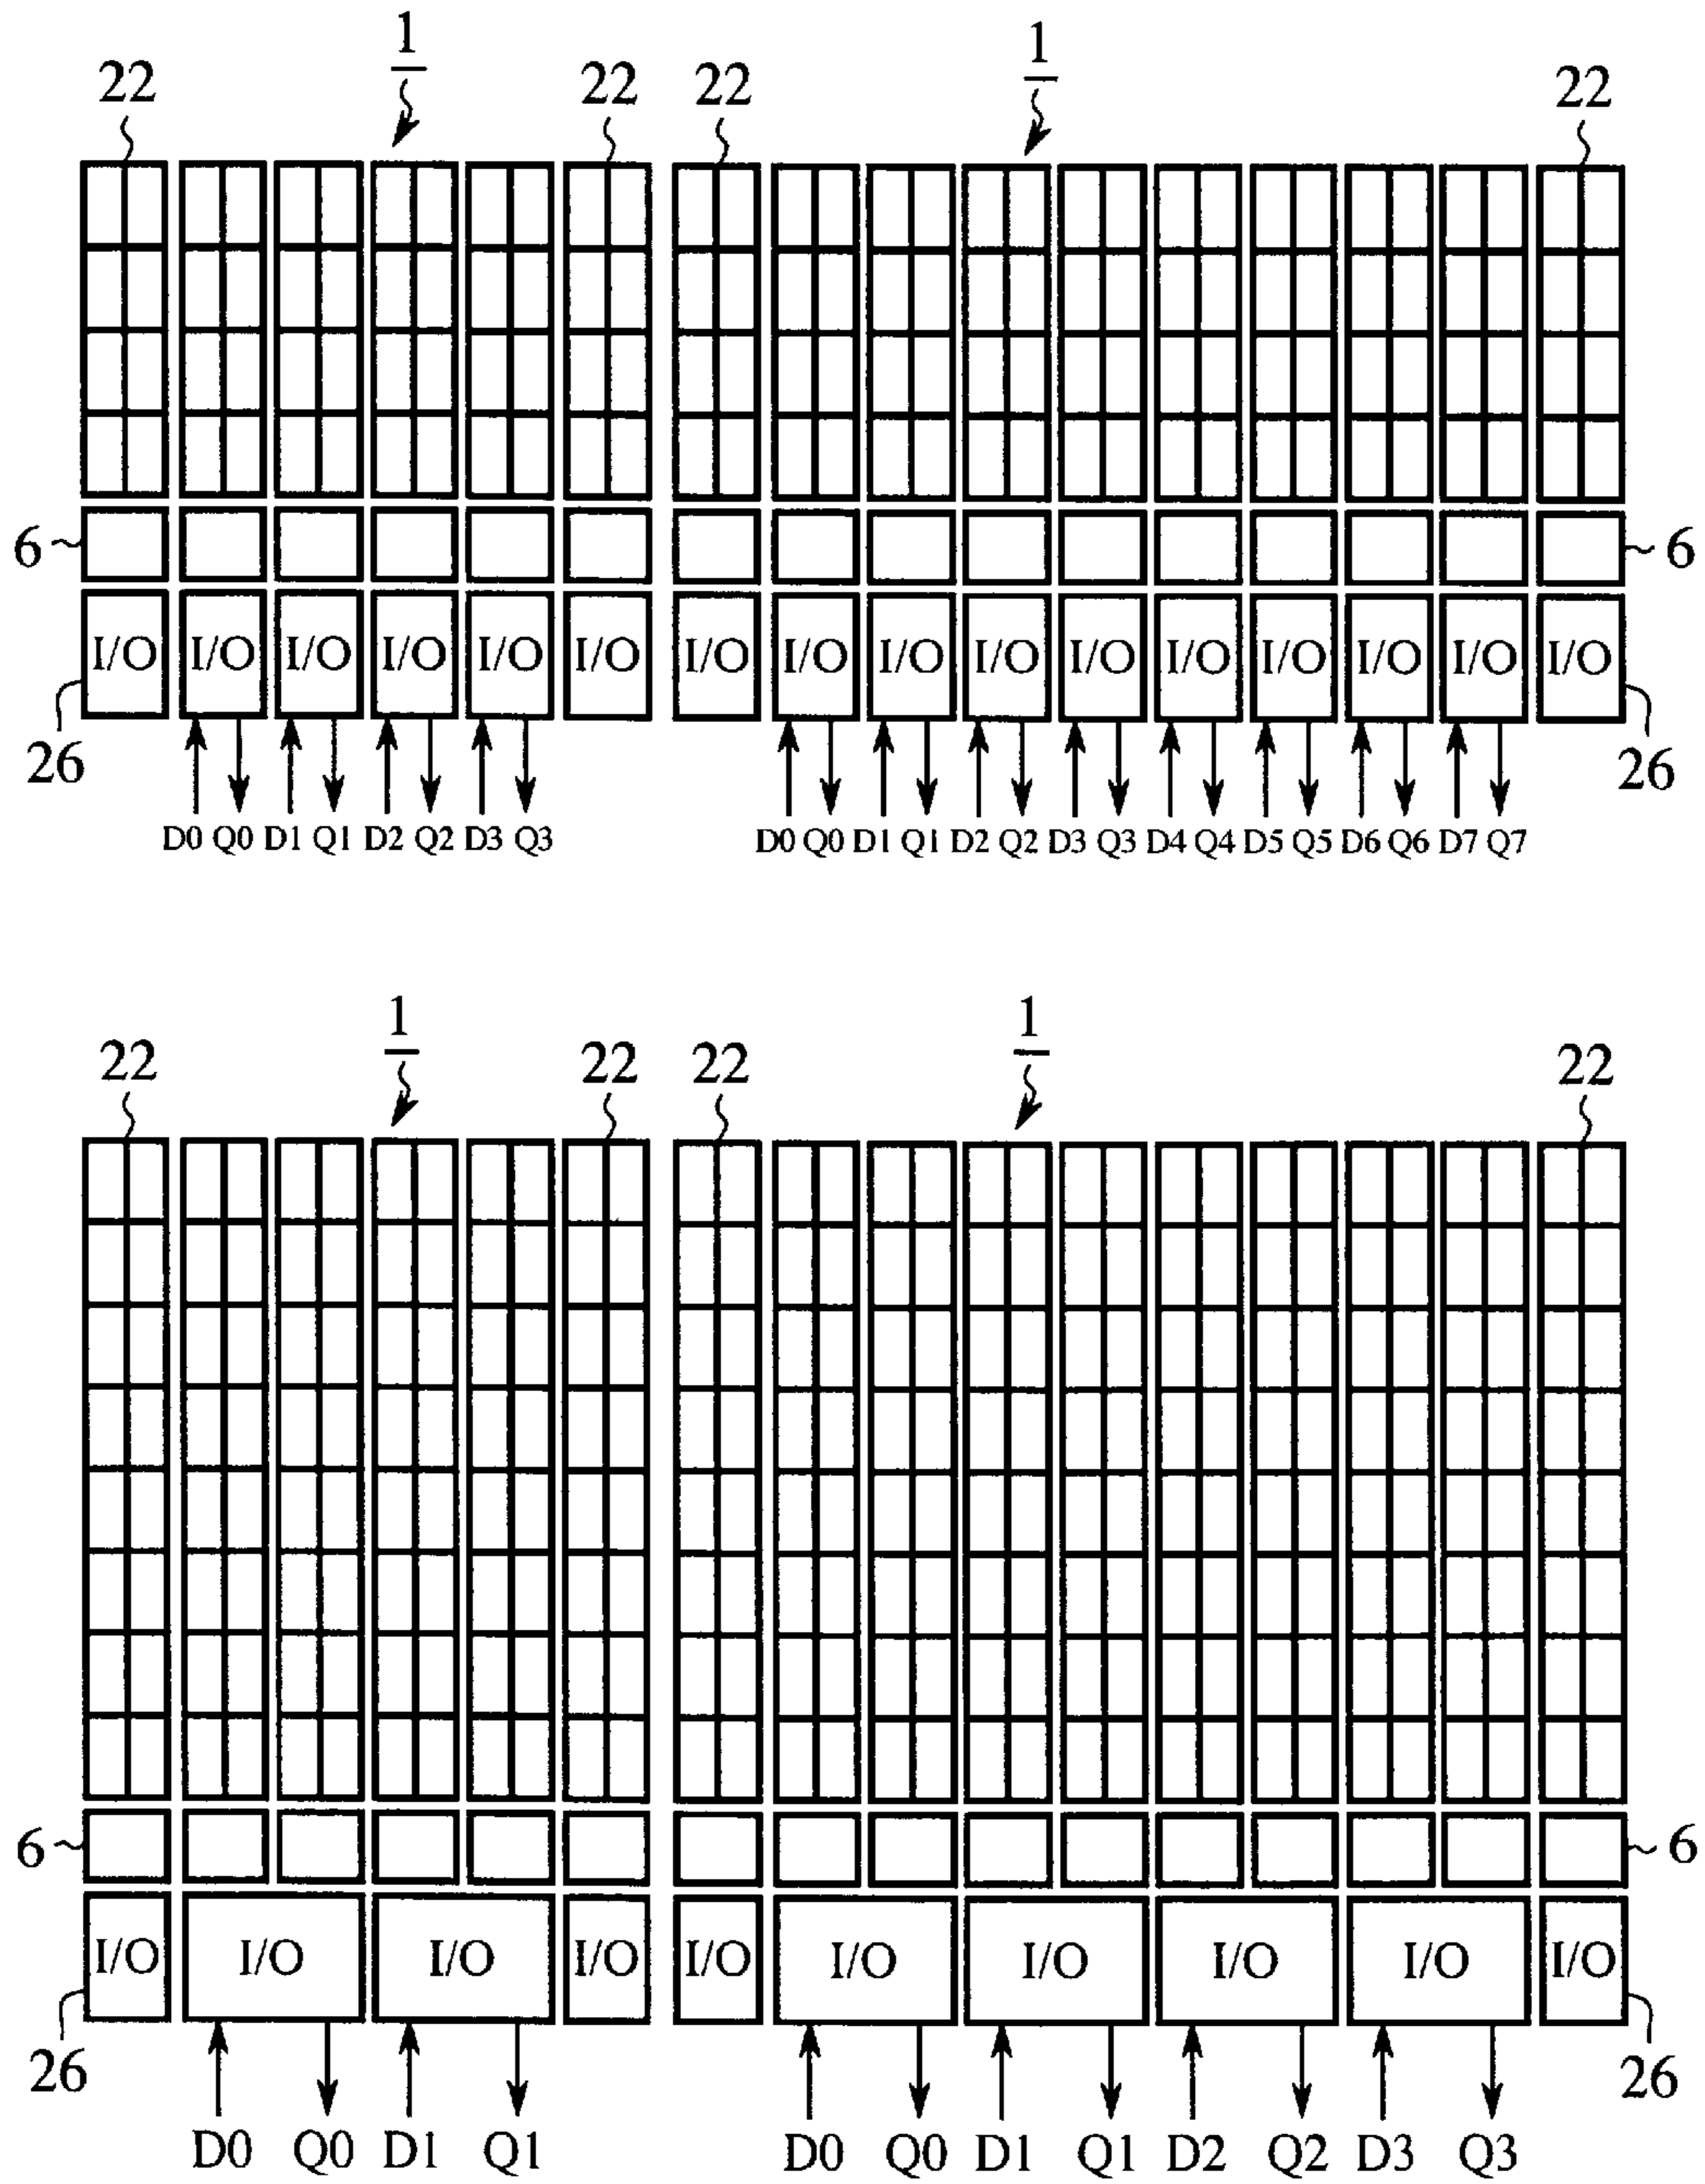 1 1
22 22 22 22
6 6
I/O I/O I/O I/O I/O I/O I/O I/O I/O I/O I/O I/O I/O I/O I/O I/O
26 26
D0 Q0 D1 Q1 D2 Q2 D3 Q3 D0 Q0 D1 Q1 D2 Q2 D3 Q3 D4 Q4 D5 Q5 D6 Q6 D7 Q7
1 1
22 22 22 22
6 6
I/O I/O I/O I/O I/O I/O I/O I/O I/O I/O
26 26
D0 Q0 D1 Q1 D0 Q0 D1 Q1 D2 Q2 D3 Q3